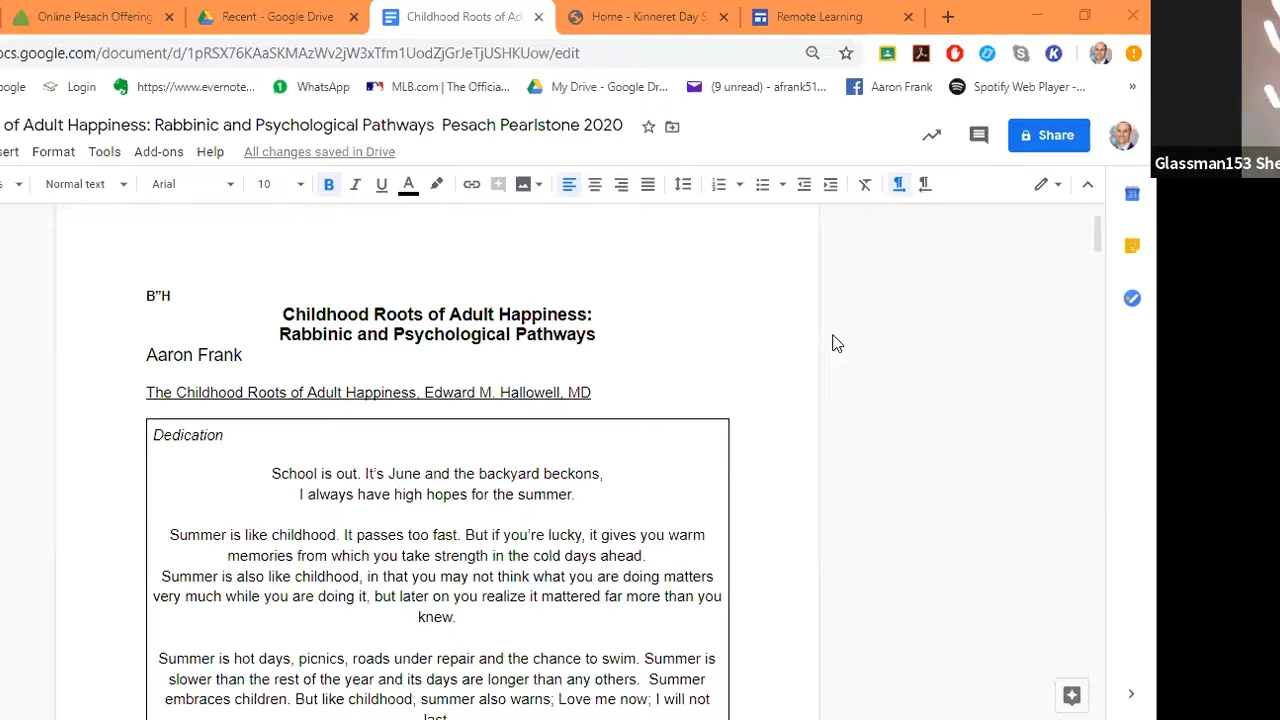 Online Pesach Offering
Recent - Google Drive
Childhood Roots of Ad
Home - Kinneret Day S
Remote Learning
ocs.google.com/document/d/1pRSX76KAaSKMAzWv2jW3xTfm1UodZjGrJeTjUSHKUow/edit
oogle
Login
http://www.evernote...
WhatsApp
MLB.com | The Officia...
My Drive - Google Dr...
(9 unread) - afrank51...
Aaron Frank
Spotify Web Player -...
»
of Adult Happiness: Rabbinic and Psychological Pathways Pesach Pearlstone 2020
Share
Glassman153 She
sert Format Tools Add-ons Help All changes saved in Drive
% Normal text Arial 10 B I U A
B”H
Childhood Roots of Adult Happiness:
Rabbinic and Psychological Pathways
Aaron Frank
The Childhood Roots of Adult Happiness, Edward M. Hallowell, MD
Dedication
School is out. It’s June and the backyard beckons,
I always have high hopes for the summer.
Summer is like childhood. It passes too fast. But if you’re lucky, it gives you warm
memories from which you take strength in the cold days ahead.
Summer is also like childhood, in that you may not think what you are doing matters
very much while you are doing it, but later on you realize it mattered far more than you
knew.
Summer is hot days, picnics, roads under repair and the chance to swim. Summer is
slower than the rest of the year and its days are longer than any others. Summer
embraces children. But like childhood, summer also warns; Love me now; I will not
last.